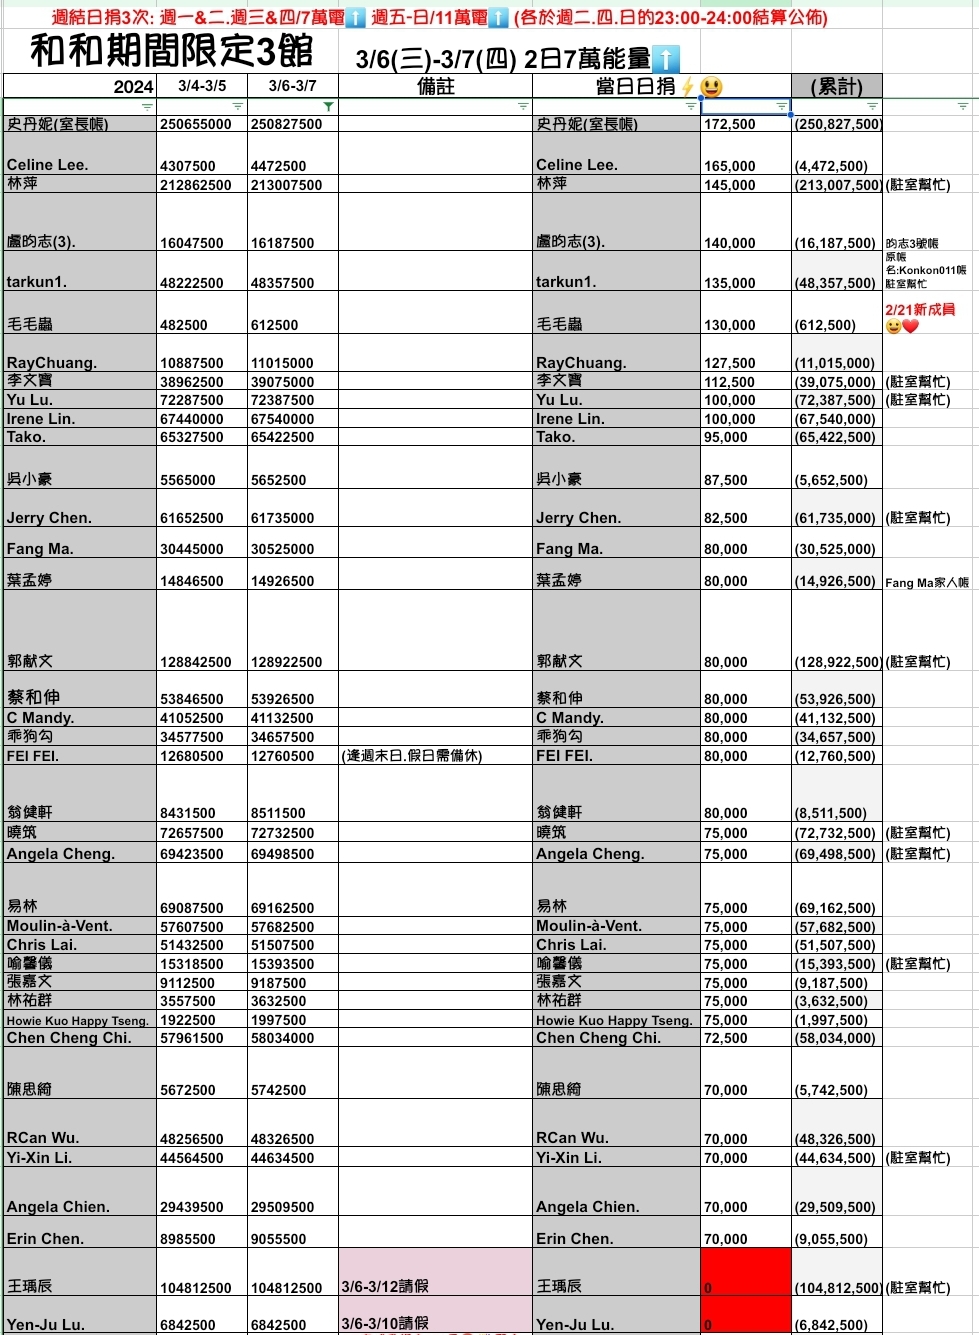 週結日捐3次: 週一&二.週三&四/7萬電⬆️ 週五-日/11萬電⬆️ (各於週二.四.日的23:00-24:00結算公佈)
和和期間限定3館 3/6(三)-3/7(四) 2日7萬能量⬆️
2024 3/4-3/5 3/6-3/7 備註 當日日捐⚡😃 (累計)
史丹妮(室長帳) 250655000 250827500 史丹妮(室長帳) 172,500 (250,827,500)
Celine Lee. 4307500 4472500 Celine Lee. 165,000 (4,472,500)
林萍 212862500 213007500 林萍 145,000 (213,007,500) (駐室幫忙)
盧昀志(3). 16047500 16187500 盧昀志(3). 140,000 (16,187,500) 昀志3號帳
原帳
名:Konkon011帳
tarkun1. 48222500 48357500 tarkun1. 135,000 (48,357,500) 駐室幫忙
2/21新成員
毛毛蟲 482500 612500 毛毛蟲 130,000 (612,500) 😀❤️
RayChuang. 10887500 11015000 RayChuang. 127,500 (11,015,000)
李文寶 38962500 39075000 李文寶 112,500 (39,075,000) (駐室幫忙)
Yu Lu. 72287500 72387500 Yu Lu. 100,000 (72,387,500) (駐室幫忙)
Irene Lin. 67440000 67540000 Irene Lin. 100,000 (67,540,000)
Tako. 65327500 65422500 Tako. 95,000 (65,422,500)
吳小豪 5565000 5652500 吳小豪 87,500 (5,652,500)
Jerry Chen. 61652500 61735000 Jerry Chen. 82,500 (61,735,000) (駐室幫忙)
Fang Ma. 30445000 30525000 Fang Ma. 80,000 (30,525,000)
葉孟婷 14846500 14926500 葉孟婷 80,000 (14,926,500) Fang Ma家人帳
郭献文 128842500 128922500 郭献文 80,000 (128,922,500) (駐室幫忙)
蔡和伸 53846500 53926500 蔡和伸 80,000 (53,926,500)
C Mandy. 41052500 41132500 C Mandy. 80,000 (41,132,500)
乖狗勾 34577500 34657500 乖狗勾 80,000 (34,657,500)
FEI FEI. 12680500 12760500 (逢週末日.假日需備休) FEI FEI. 80,000 (12,760,500)
翁健軒 8431500 8511500 翁健軒 80,000 (8,511,500)
曉筑 72657500 72732500 曉筑 75,000 (72,732,500) (駐室幫忙)
Angela Cheng. 69423500 69498500 Angela Cheng. 75,000 (69,498,500) (駐室幫忙)
易林 69087500 69162500 易林 75,000 (69,162,500)
Moulin-à-Vent. 57607500 57682500 Moulin-à-Vent. 75,000 (57,682,500)
Chris Lai. 51432500 51507500 Chris Lai. 75,000 (51,507,500)
喻馨儀 15318500 15393500 喻馨儀 75,000 (15,393,500) (駐室幫忙)
張嘉文 9112500 9187500 張嘉文 75,000 (9,187,500)
林祐群 3557500 3632500 林祐群 75,000 (3,632,500)
Howie Kuo Happy Tseng. 1922500 1997500 Howie Kuo Happy Tseng. 75,000 (1,997,500)
Chen Cheng Chi. 57961500 58034000 Chen Cheng Chi. 72,500 (58,034,000)
陳思綺 5672500 5742500 陳思綺 70,000 (5,742,500)
RCan Wu. 48256500 48326500 RCan Wu. 70,000 (48,326,500)
Yi-Xin Li. 44564500 44634500 Yi-Xin Li. 70,000 (44,634,500) (駐室幫忙)
Angela Chien. 29439500 29509500 Angela Chien. 70,000 (29,509,500)
Erin Chen. 8985500 9055500 Erin Chen. 70,000 (9,055,500)
王瑀辰 104812500 104812500 3/6-3/12請假 王瑀辰 0 (104,812,500) (駐室幫忙)
Yen-Ju Lu. 6842500 6842500 3/6-3/10請假 Yen-Ju Lu. 0 (6,842,500)